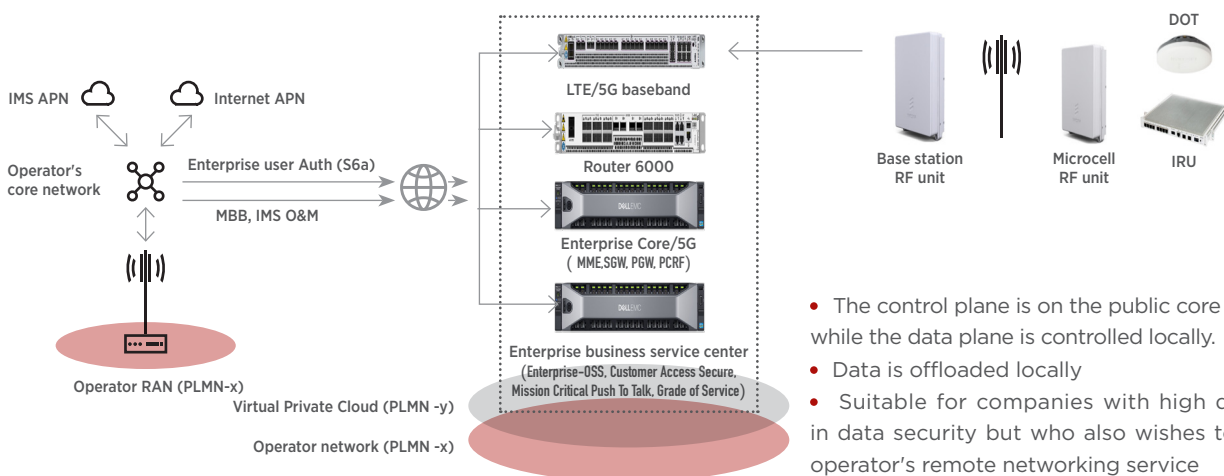 IMS APN
Internet APN
Operator's
core network
Enterprise user Auth (S6a)
MBB, IMS O&M
Operator RAN (PLMN-x)
LTE/5G baseband
Router 6000
DELLEMC
Enterprise Core/5G
( MME,SGW, PGW, PCRF)
DELLEMC
Enterprise business service center
(Enterprise-OSS, Customer Access Secure,
Mission Critical Push To Talk, Grade of Service)
Virtual Private Cloud (PLMN -y)
Operator network (PLMN -x)
Base station
RF unit
Microcell
RF unit
DOT
IRU
• The control plane is on the public core
while the data plane is controlled locally.
• Data is offloaded locally
• Suitable for companies with high
in data security but who also wishes
operator's remote networking service